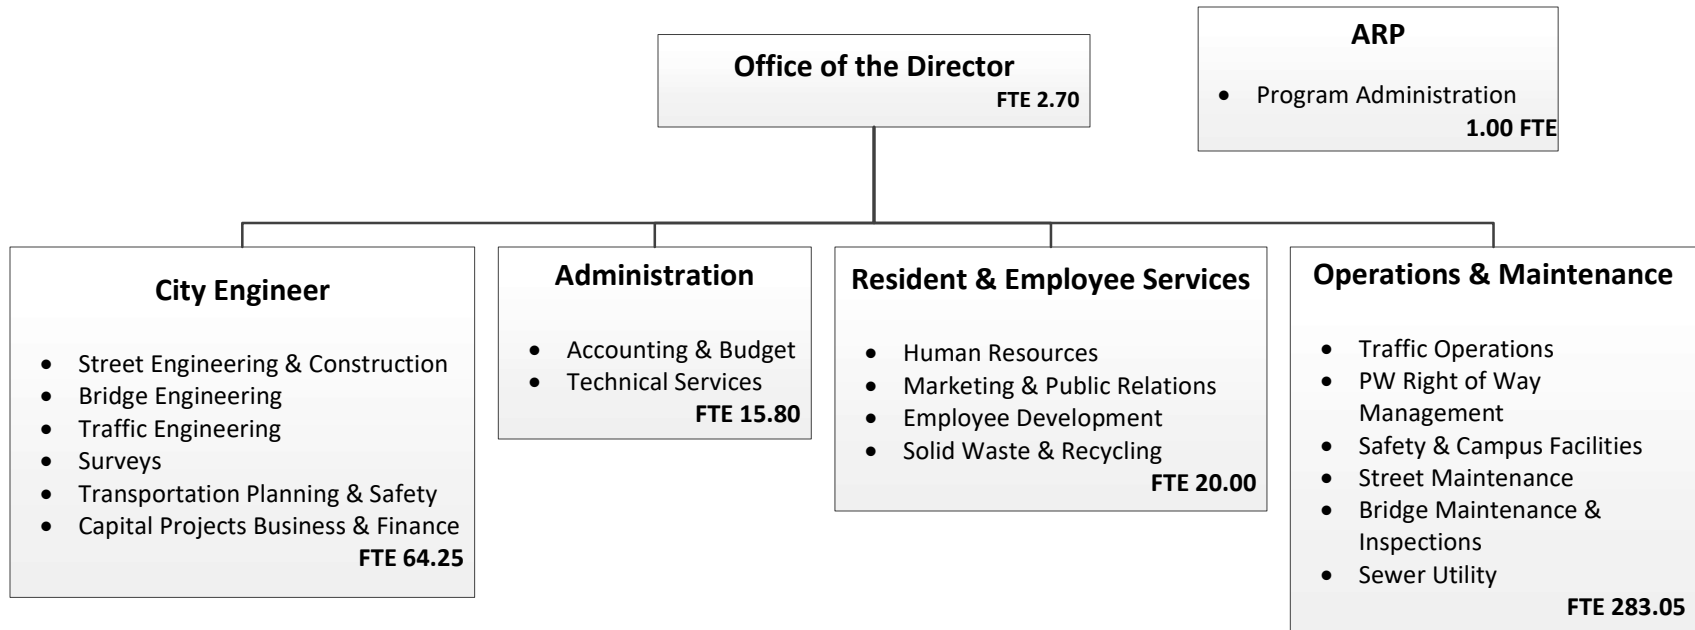 Office of the Director
FTE 2.70
ARP
• Program Administration
1.00 FTE
City Engineer
• Street Engineering & Construction
• Bridge Engineering
• Traffic Engineering
• Surveys
• Transportation Planning & Safety
• Capital Projects Business & Finance
FTE 64.25
Administration
• Accounting & Budget
• Technical Services
FTE 15.80
Resident & Employee Services
• Human Resources
• Marketing & Public Relations
• Employee Development
• Solid Waste & Recycling
FTE 20.00
Operations & Maintenance
• Traffic Operations
• PW Right of Way
Management
• Safety & Campus Facilities
• Street Maintenance
• Bridge Maintenance &
Inspections
• Sewer Utility
FTE 283.05